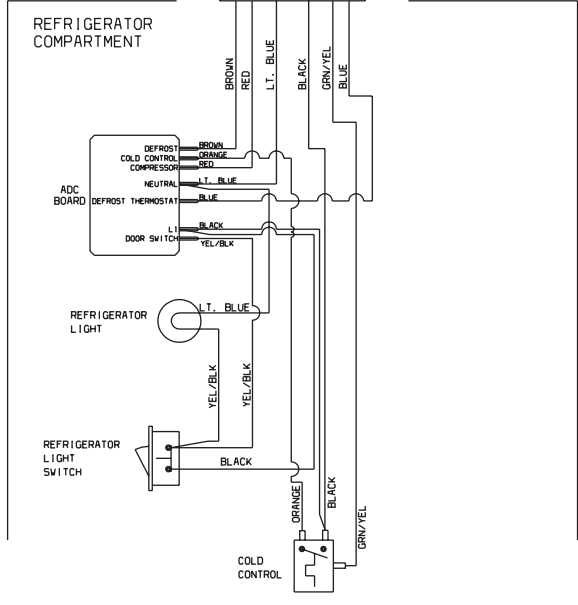 REFRIGERATOR
COMPARTMENT
BROWN
RED
LT. BLUE
BLACK
GRN/YEL
BLUE
ADC
BOARD
DEFROST
COLD CONTROL
COMPRESSOR
NEUTRAL
DEFROST THERMOSTAT
L1
DOOR SWITCH
BROWN
ORANGE
RED
LT. BLUE
BLUE
BLACK
YEL/BLK
REFRIGERATOR
LIGHT
LT. BLUE
YEL/BLK
YEL/BLK
REFRIGERATOR
LIGHT
SWITCH
BLACK
ORANGE
BLACK
GRN/YEL
COLD
CONTROL